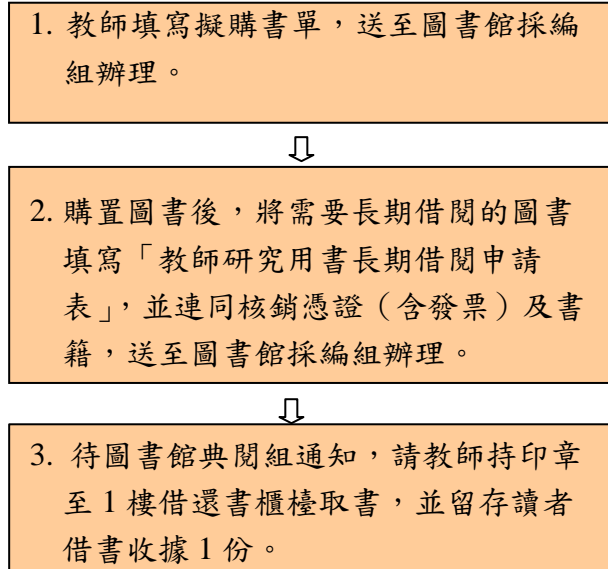 1. 教師填寫擬購書單，送至圖書館採編
組辦理。
2. 購置圖書後，將需要長期借閱的圖書
填寫「教師研究用書長期借閱申請
表」，並連同核銷憑證（含發票）及書
籍，送至圖書館採編組辦理。
3. 待圖書館典閱組通知，請教師持印章
至 1 樓借還書櫃檯取書，並留存讀者
借書收據 1 份。